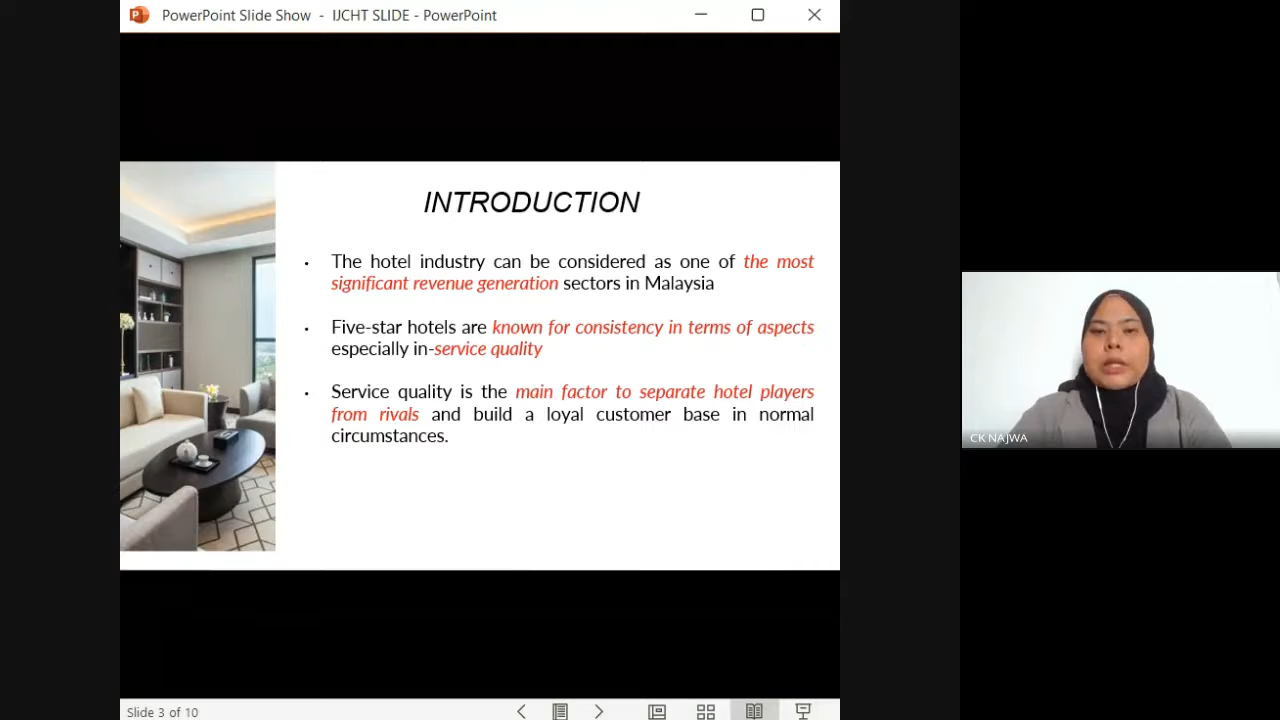 PowerPoint Slide Show - IJCHT SLIDE - PowerPoint
INTRODUCTION
• The hotel industry can be considered as one of the most
significant revenue generation sectors in Malaysia
• Five-star hotels are known for consistency in terms of aspects
especially in-service quality
• Service quality is the main factor to separate hotel players
from rivals and build a loyal customer base in normal
circumstances.
CK NAJWA
Slide 3 of 10